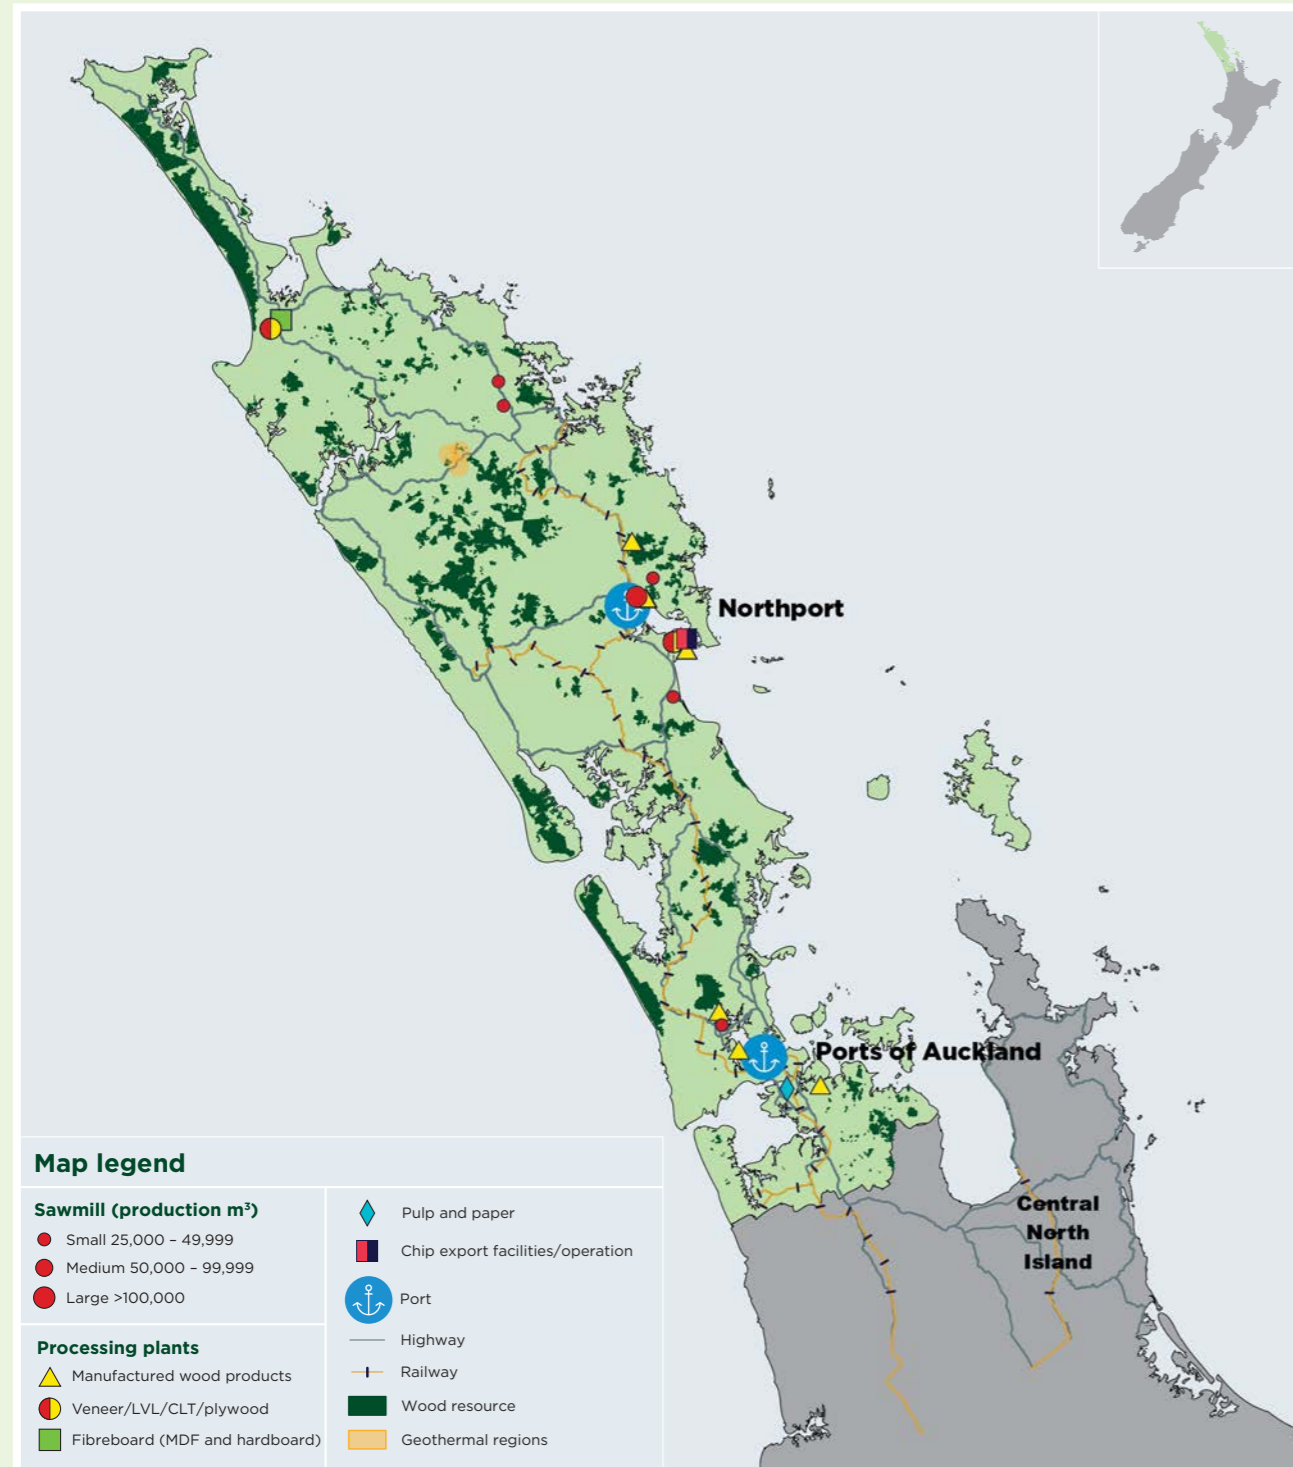 Northport
Ports of Auckland
Central
North
Island
Map legend
Sawmill (production m³)
Small 25,000 – 49,999
Medium 50,000 – 99,999
Large >100,000
Processing plants
Manufactured wood products
Veneer/LVL/CLT/plywood
Fibreboard (MDF and hardboard)
Pulp and paper
Chip export facilities/operation
Port
Highway
Railway
Wood resource
Geothermal regions